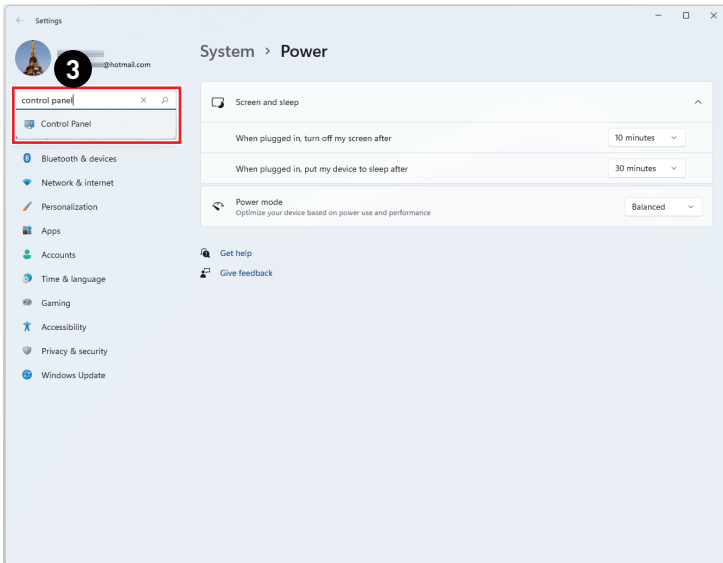 Settings
3
@hotmail.com
System > Power
control panel
Control Panel
Screen and sleep
When plugged in, turn off my screen after
10 minutes
When plugged in, put my device to sleep after
30 minutes
Power mode
Optimize your device based on power use and performance
Balanced
Get help
Give feedback
Bluetooth & devices
Network & internet
Personalization
Apps
Accounts
Time & language
Gaming
Accessibility
Privacy & security
Windows Update